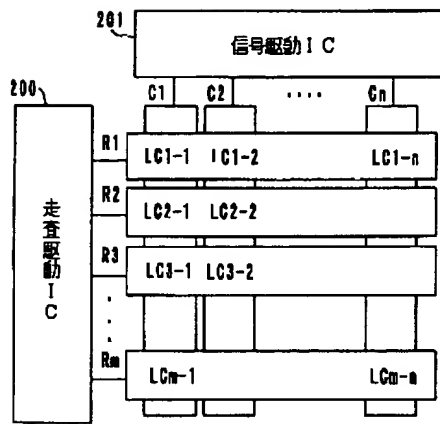 201
信号駆動IC
C1 C2 .... Cn
200
走査駆動IC
R1
LC1-1 LC1-2 LC1-n
R2
LC2-1 LC2-2
R3
LC3-1 LC3-2
Rm
LCm-1 LCm-n